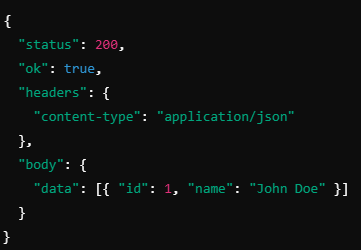 {
  "status": 200,
  "ok": true,
  "headers": {
    "content-type": "application/json"
  },
  "body": {
    "data": [{ "id": 1, "name": "John Doe" }]
  }
}